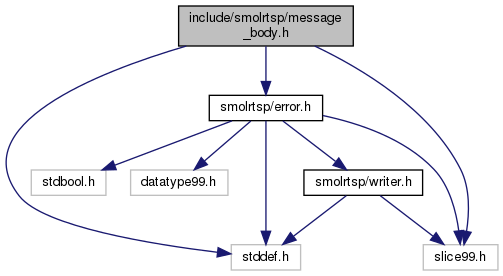 include/smolrtsp/message
_body.h
smolrtsp/error.h
stdbool.h
datatype99.h
smolrtsp/writer.h
stddef.h
slice99.h